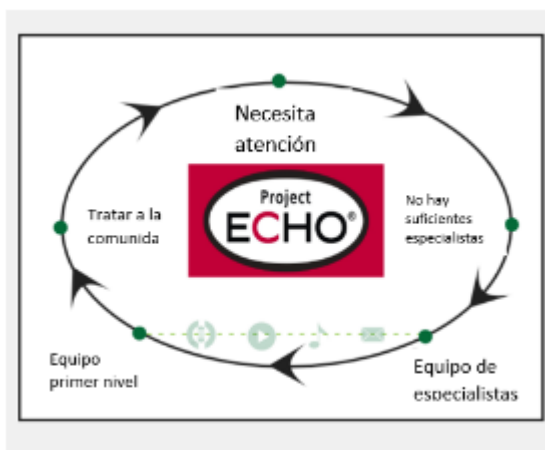 Necesita
atención
Project
ECHO®
No hay
suficientes
especialistas
Tratar a la
comunida
Equipo
primer nivel
Equipo de
especialistas